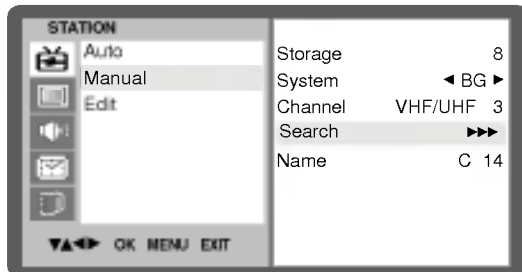 STATION
Auto
Manual
Edit
▼▲◀▶ OK MENU EXIT
Storage 8
System ◀ BG ▶
Channel VHF/UHF 3
Search ▶▶▶
Name C 14